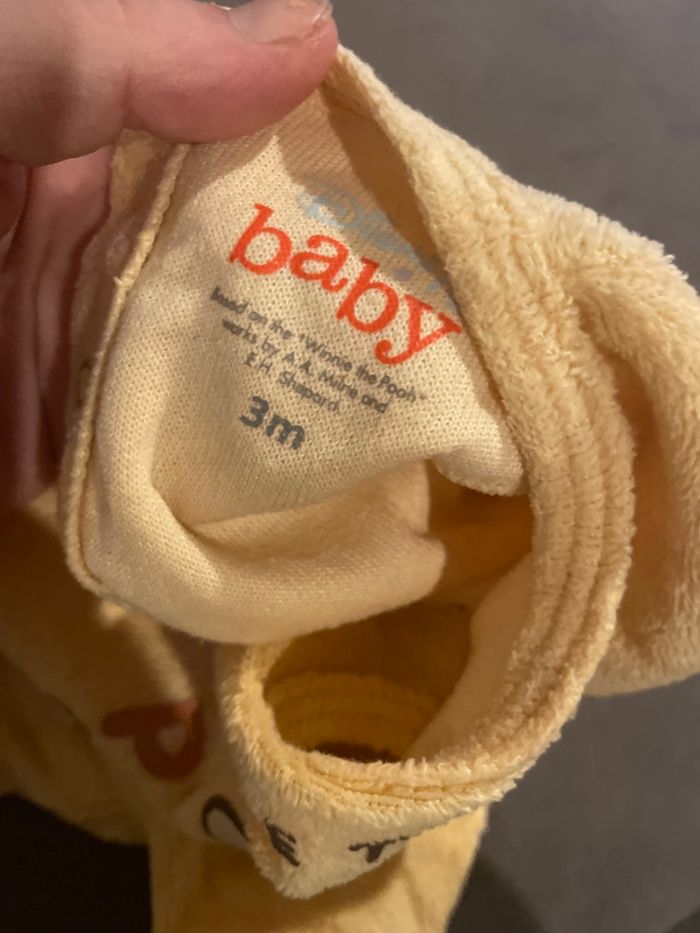 baby
Based on the "Winnie the Pooh"
works by A.A. Milne and
E.H. Shepard.
3m